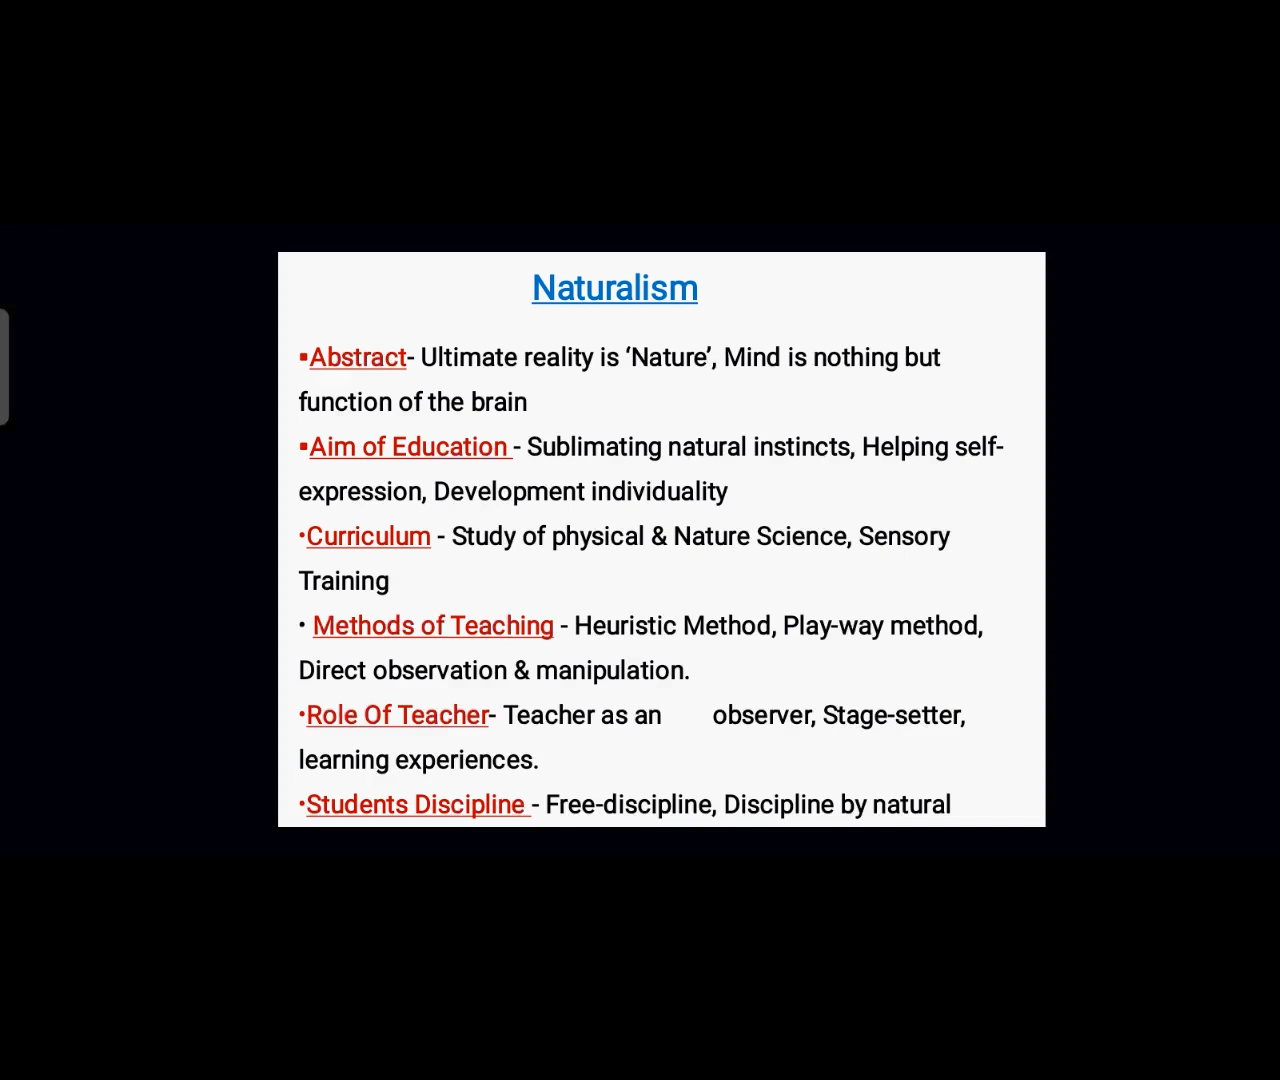 Naturalism
▪Abstract- Ultimate reality is ‘Nature’, Mind is nothing but
function of the brain
▪Aim of Education - Sublimating natural instincts, Helping self-
expression, Development individuality
•Curriculum - Study of physical & Nature Science, Sensory
Training
• Methods of Teaching - Heuristic Method, Play-way method,
Direct observation & manipulation.
•Role Of Teacher- Teacher as an observer, Stage-setter,
learning experiences.
•Students Discipline - Free-discipline, Discipline by natural